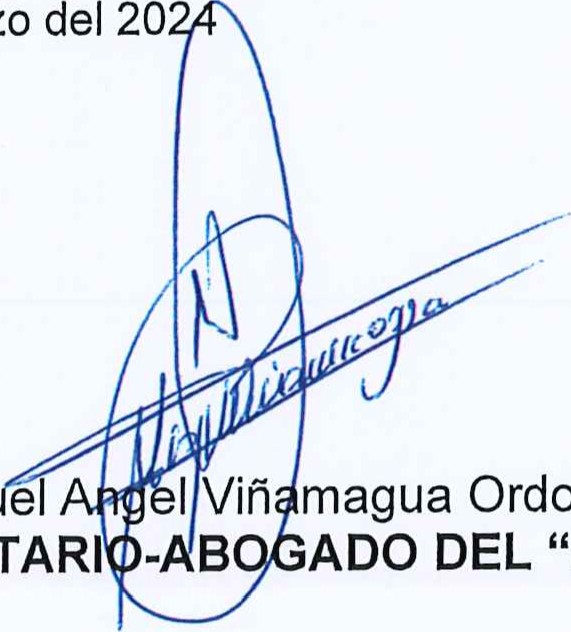 zo del 2024
uel Angel Viñamagua Ordo
TARIO-ABOGADO DEL “